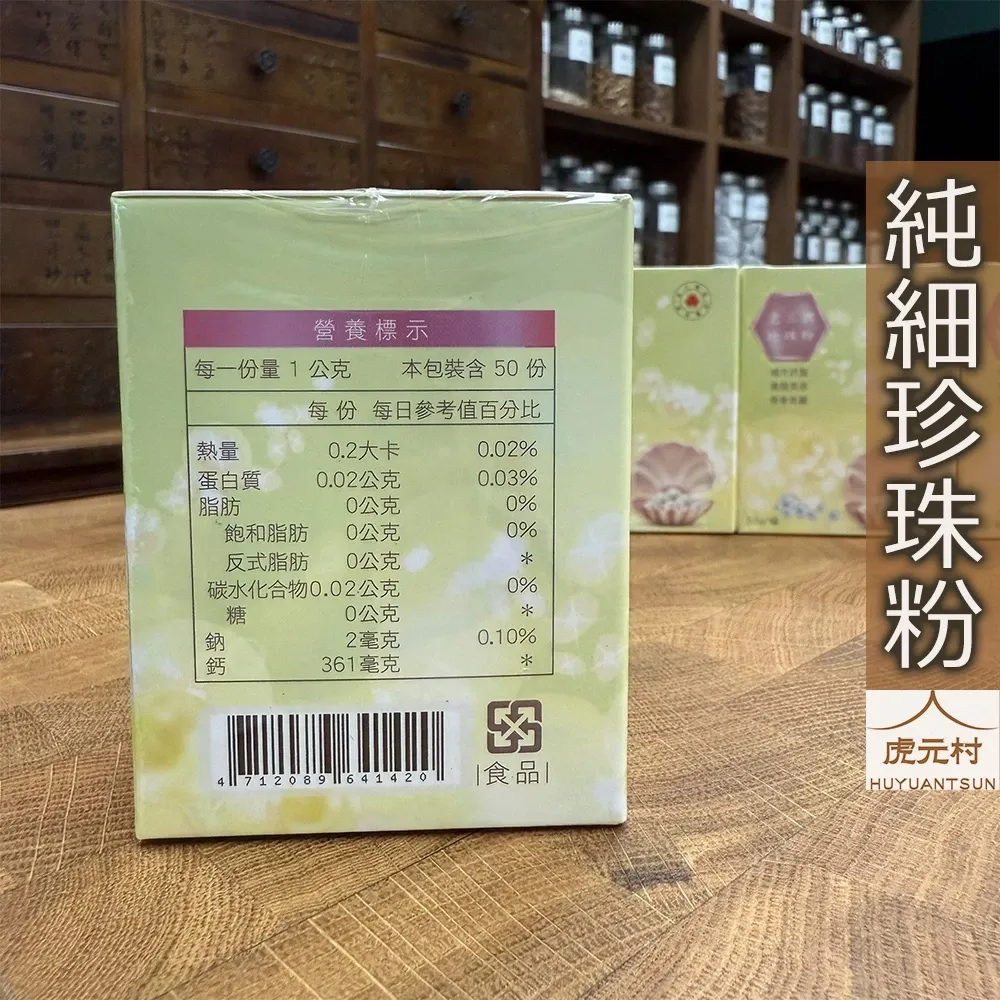 營養標示
每一份量 1 公克 本包裝含 50 份
每 份 每日參考值百分比
熱量 0.2大卡 0.02%
蛋白質 0.02公克 0.03%
脂肪 0公克 0%
飽和脂肪 0公克 0%
反式脂肪 0公克 *
碳水化合物0.02公克 0%
糖 0公克 *
鈉 2毫克 0.10%
鈣 361毫克 *
4 712089 641420
食品
純細珍珠粉
虎元村
HUYUANTSUN